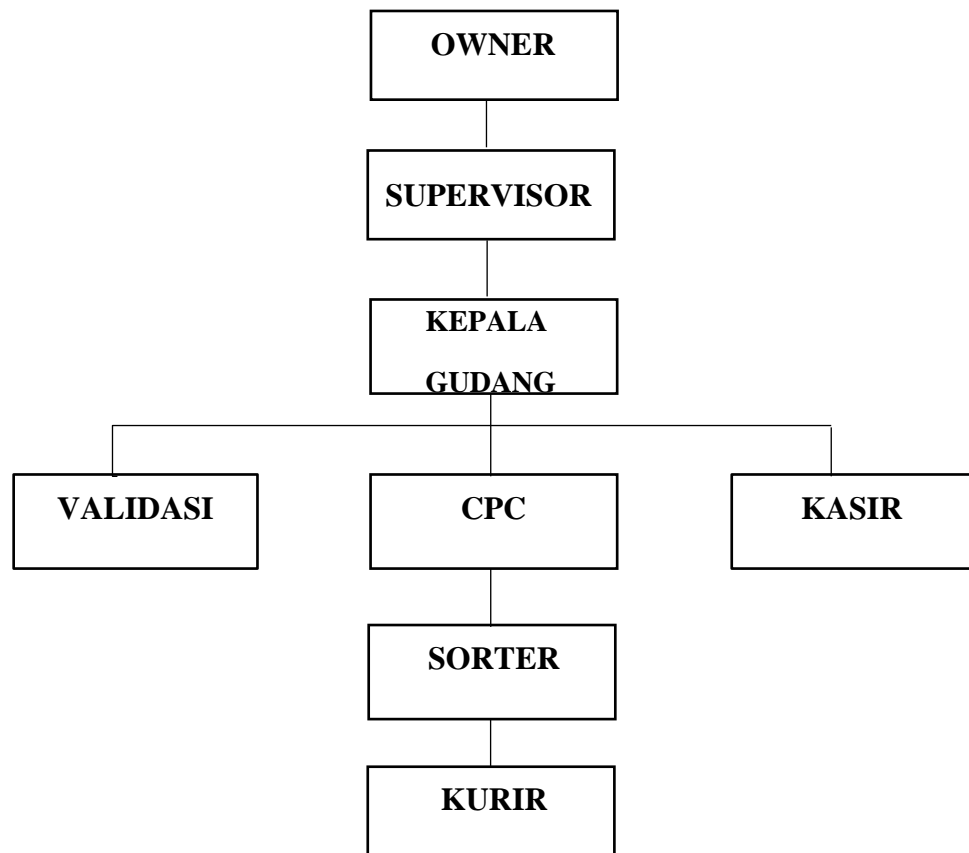 OWNER
SUPERVISOR
KEPALA
GUDANG
VALIDASI
CPC
KASIR
SORTER
KURIR